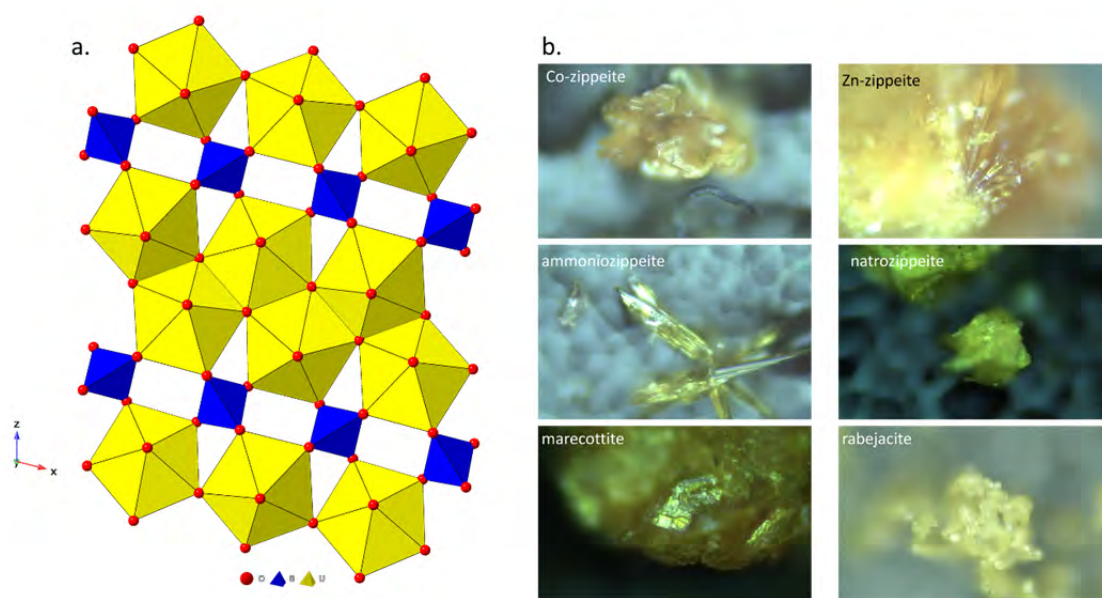 a.
z
x
O U
b.
Co-zippeite
Zn-zippeite
ammoniozippeite
natrozippeite
marecottite
rabejacite